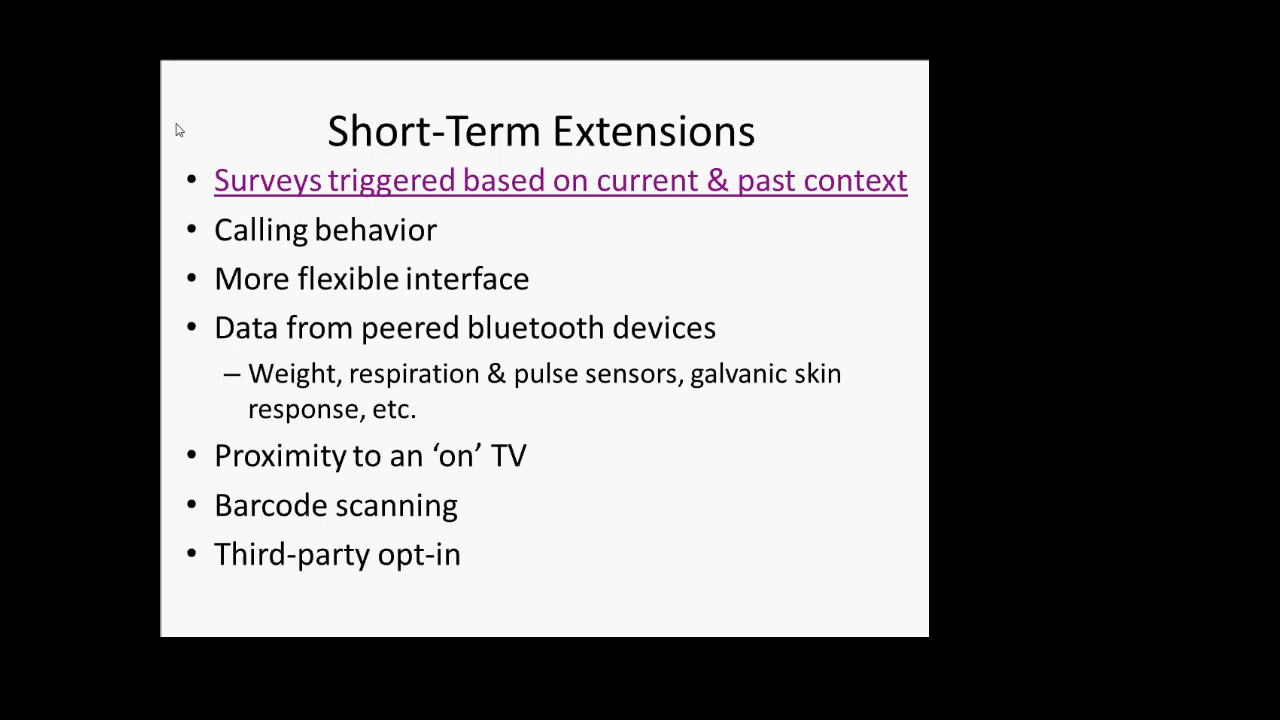 Short-Term Extensions
• Surveys triggered based on current & past context
• Calling behavior
• More flexible interface
• Data from peered bluetooth devices
– Weight, respiration & pulse sensors, galvanic skin
response, etc.
• Proximity to an ‘on’ TV
• Barcode scanning
• Third-party opt-in